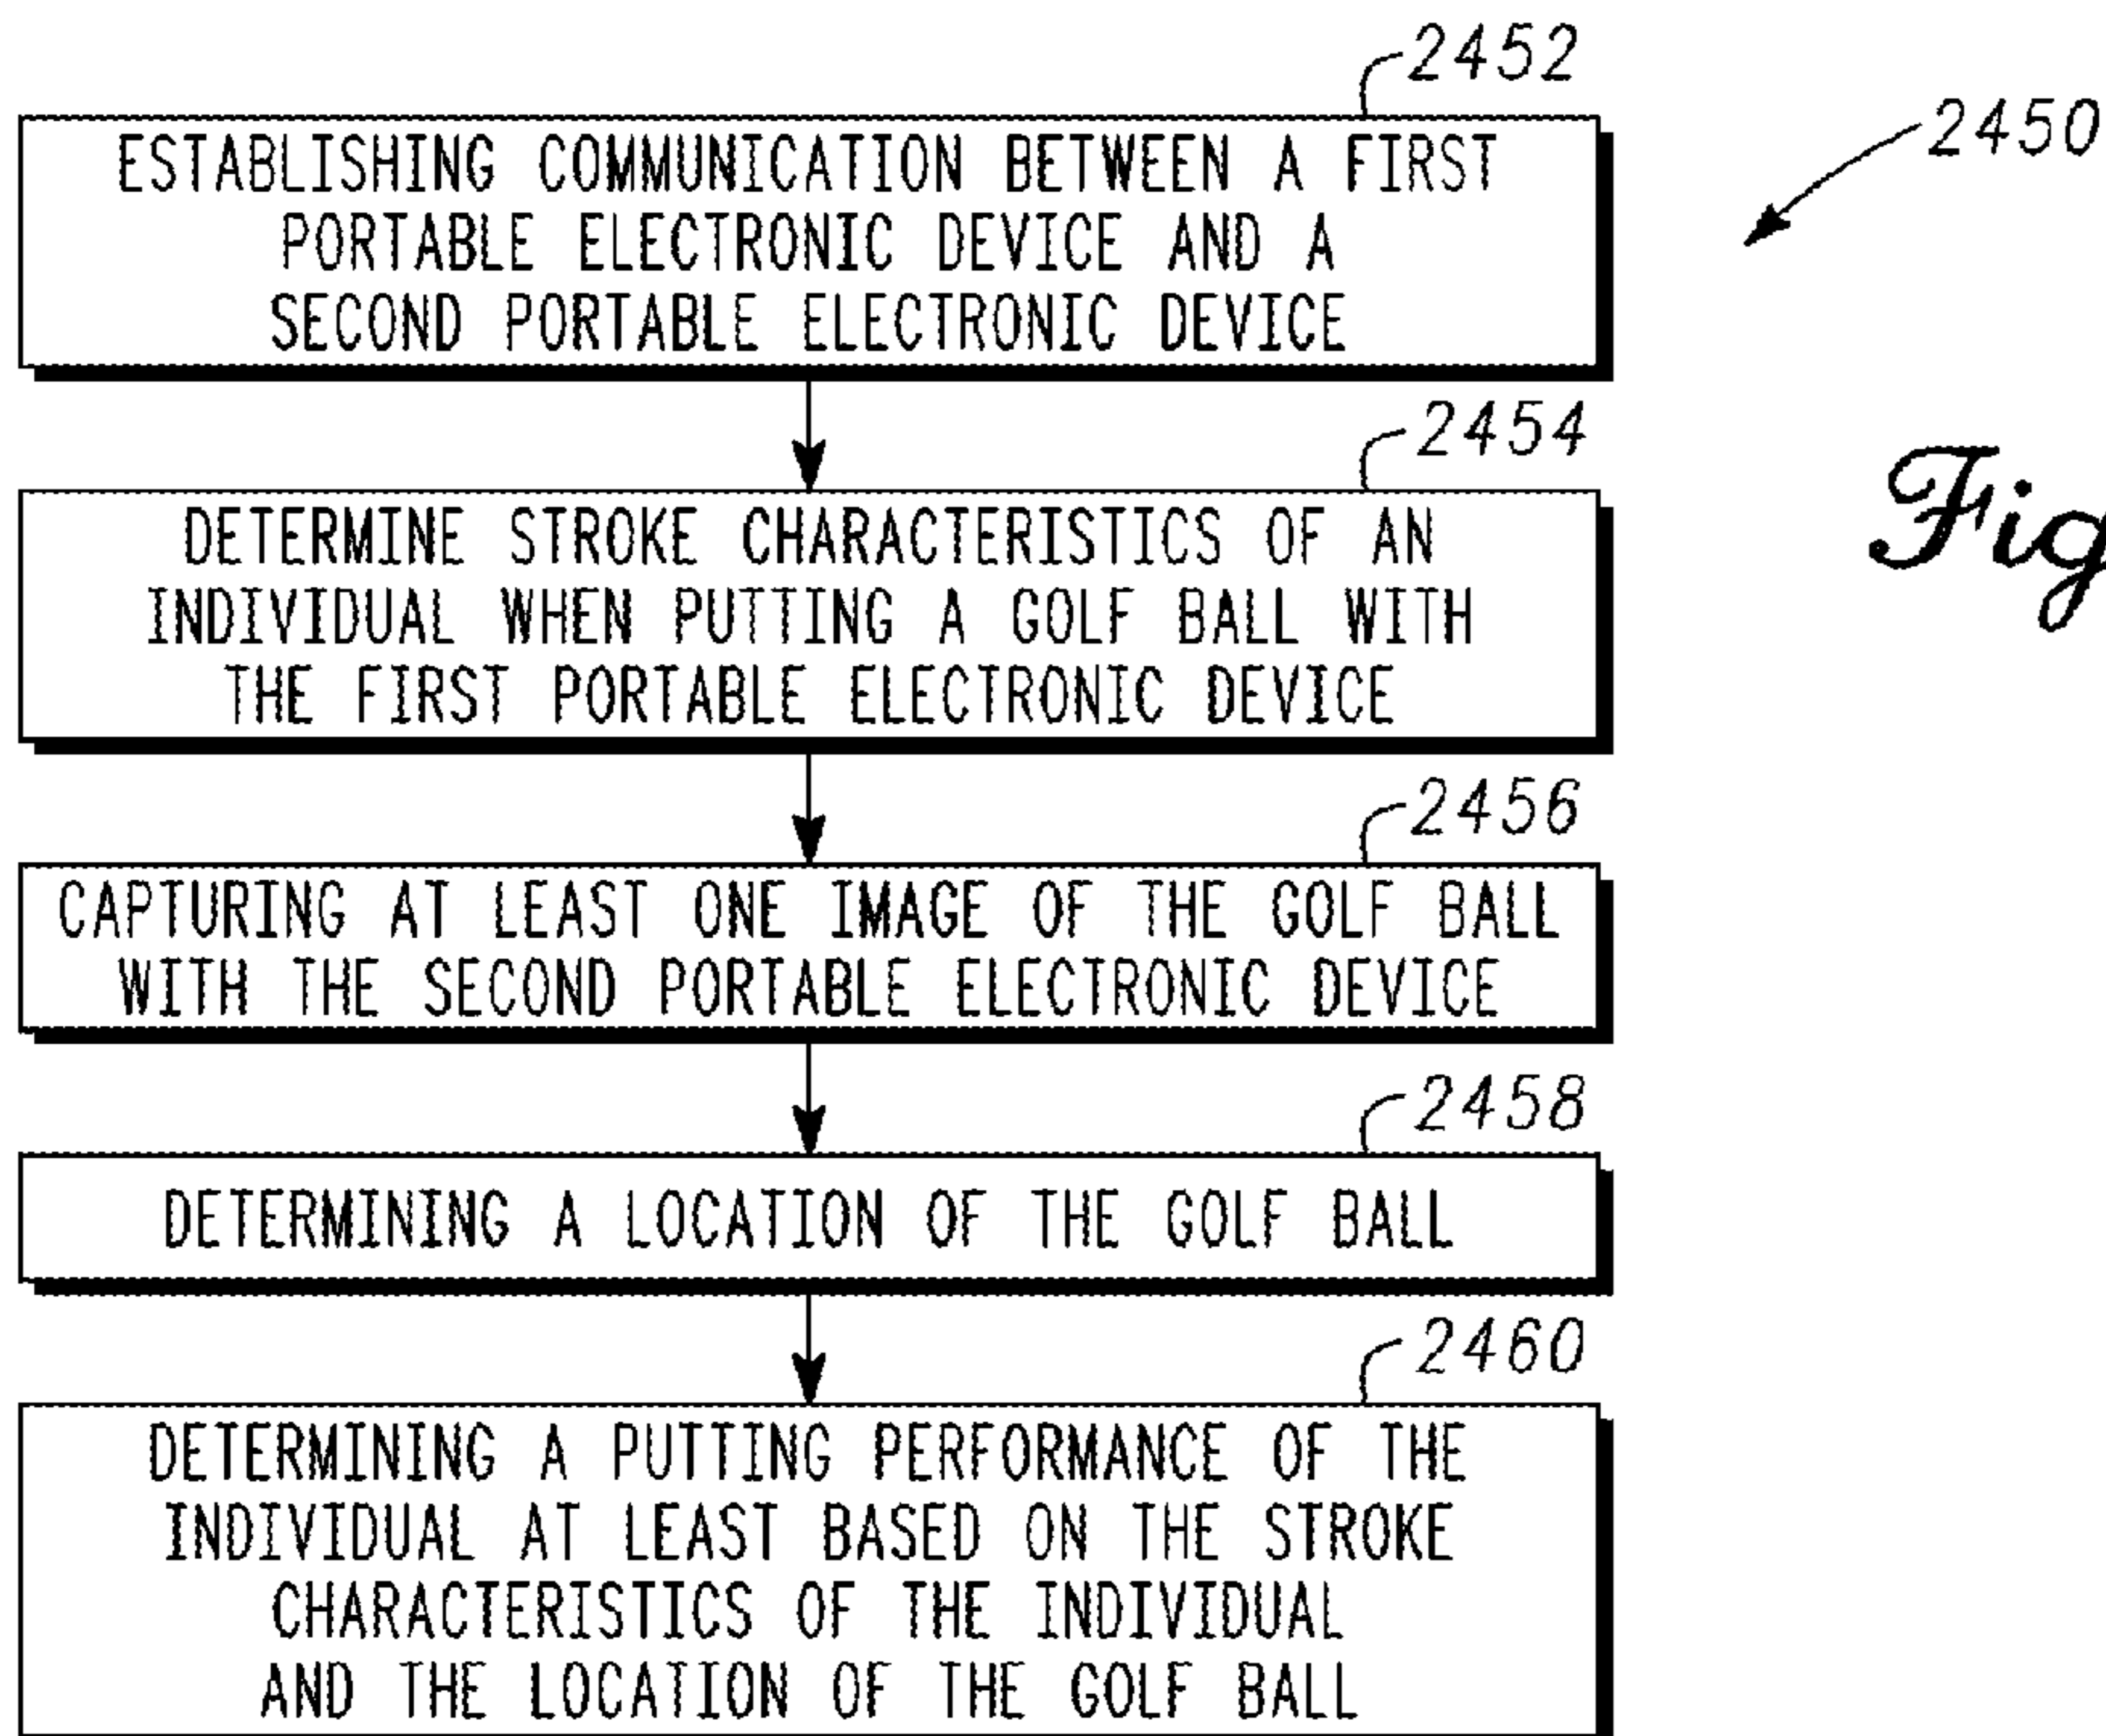 2452
2450
ESTABLISHING COMMUNICATION BETWEEN A FIRST
PORTABLE ELECTRONIC DEVICE AND A
SECOND PORTABLE ELECTRONIC DEVICE
2454
Fig
DETERMINE STROKE CHARACTERISTICS OF AN
INDIVIDUAL WHEN PUTTING A GOLF BALL WITH
THE FIRST PORTABLE ELECTRONIC DEVICE
2456
CAPTURING AT LEAST ONE IMAGE OF THE GOLF BALL
WITH THE SECOND PORTABLE ELECTRONIC DEVICE
2458
DETERMINING A LOCATION OF THE GOLF BALL
2460
DETERMINING A PUTTING PERFORMANCE OF THE
INDIVIDUAL AT LEAST BASED ON THE STROKE
CHARACTERISTICS OF THE INDIVIDUAL
AND THE LOCATION OF THE GOLF BALL